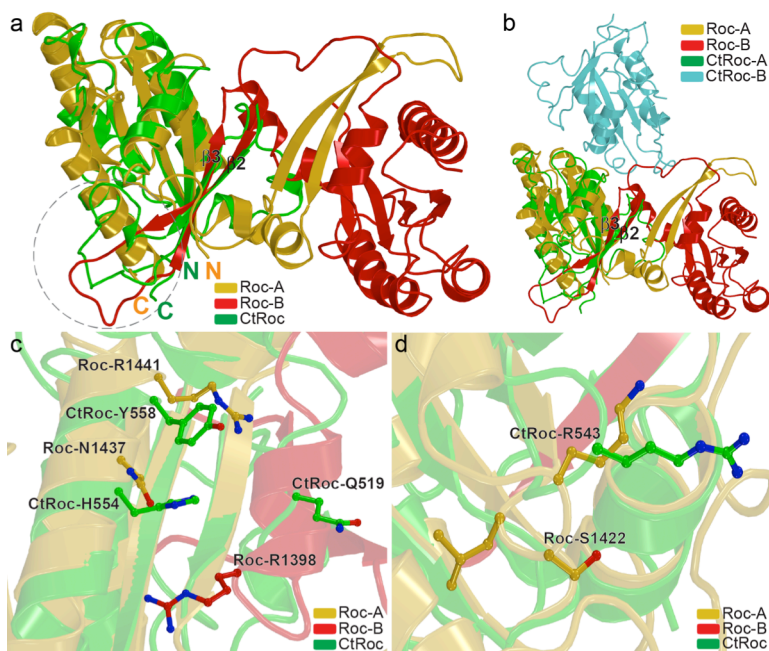 a
β3
β2
N
N
C
C
Roc-A
Roc-B
CtRoc
b
Roc-A
Roc-B
CtRoc-A
CtRoc-B
β3
β2
c
Roc-R1441
CtRoc-Y558
Roc-N1437
CtRoc-H554
CtRoc-Q519
Roc-R1398
Roc-A
Roc-B
CtRoc
d
CtRoc-R543
Roc-S1422
Roc-A
Roc-B
CtRoc